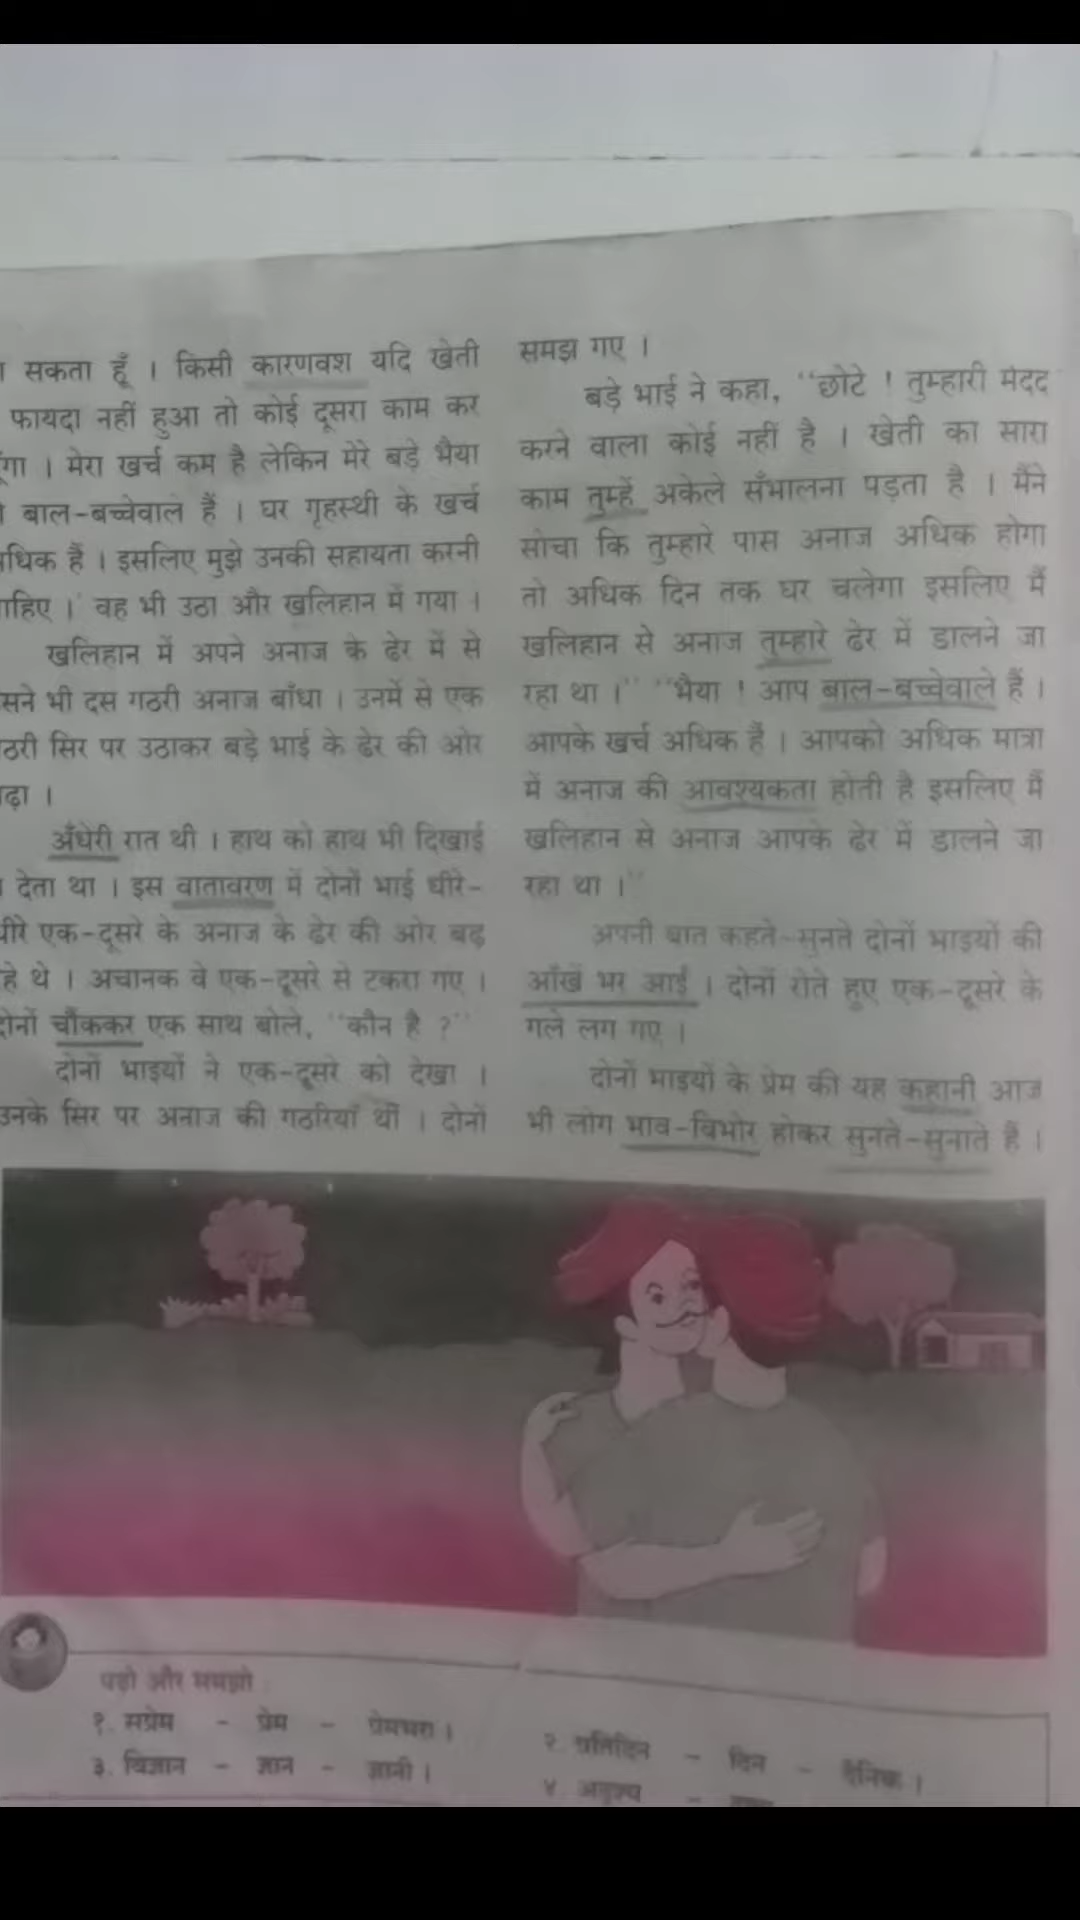 सकता हूँ । किसी कारणवश यदि खेती
फायदा नहीं हुआ तो कोई दूसरा काम कर
मेरा खर्च कम है लेकिन मेरे बड़े भैया
बाल-बच्चेवाले हैं । घर गृहस्थी के खर्च
हैं । इसलिए मुझे उनकी सहायता करनी
वह भी उठा और खलिहान में गया ।
खलिहान में अपने अनाज के ढेर में से
भी दस गठरी अनाज बाँधा । उनमें से एक
सिर पर उठाकर बड़े भाई के ढेर की ओर
अँधेरी रात थी । हाथ को हाथ भी दिखाई
देता था । इस वातावरण में दोनों भाई धीरे-
एक-दूसरे के अनाज के ढेर की ओर बढ़
थे । अचानक वे एक-दूसरे से टकरा गए ।
चौंककर एक साथ बोले, ‘‘कौन है ?’’
दोनों भाइयों ने एक-दूसरे को देखा ।
उनके सिर पर अनाज की गठरियाँ थीं । दोनों
समझ गए ।
बड़े भाई ने कहा, ‘‘छोटे ! तुम्हारी मदद
करने वाला कोई नहीं है । खेती का सारा
काम तुम्हें अकेले सँभालना पड़ता है । मैंने
सोचा कि तुम्हारे पास अनाज अधिक होगा
तो अधिक दिन तक घर चलेगा इसलिए मैं
खलिहान से अनाज तुम्हारे ढेर में डालने जा
रहा था ।’’ ‘‘भैया ! आप बाल-बच्चेवाले हैं ।
आपके खर्च अधिक हैं । आपको अधिक मात्रा
में अनाज की आवश्यकता होती है इसलिए मैं
खलिहान से अनाज आपके ढेर में डालने जा
रहा था ।’’
अपनी बात कहते-सुनते दोनों भाइयों की
आँखें भर आईं । दोनों रोते हुए एक-दूसरे के
गले लग गए ।
दोनों भाइयों के प्रेम की यह कहानी आज
भी लोग भाव-विभोर होकर सुनते-सुनाते हैं ।
पढ़ो और समझो :
१. सप्रेम - प्रेम - प्रेमभरा ।
२. प्रतिदिन - दिन - दैनिक ।
३. विज्ञान - ज्ञान - ज्ञानी ।
४.